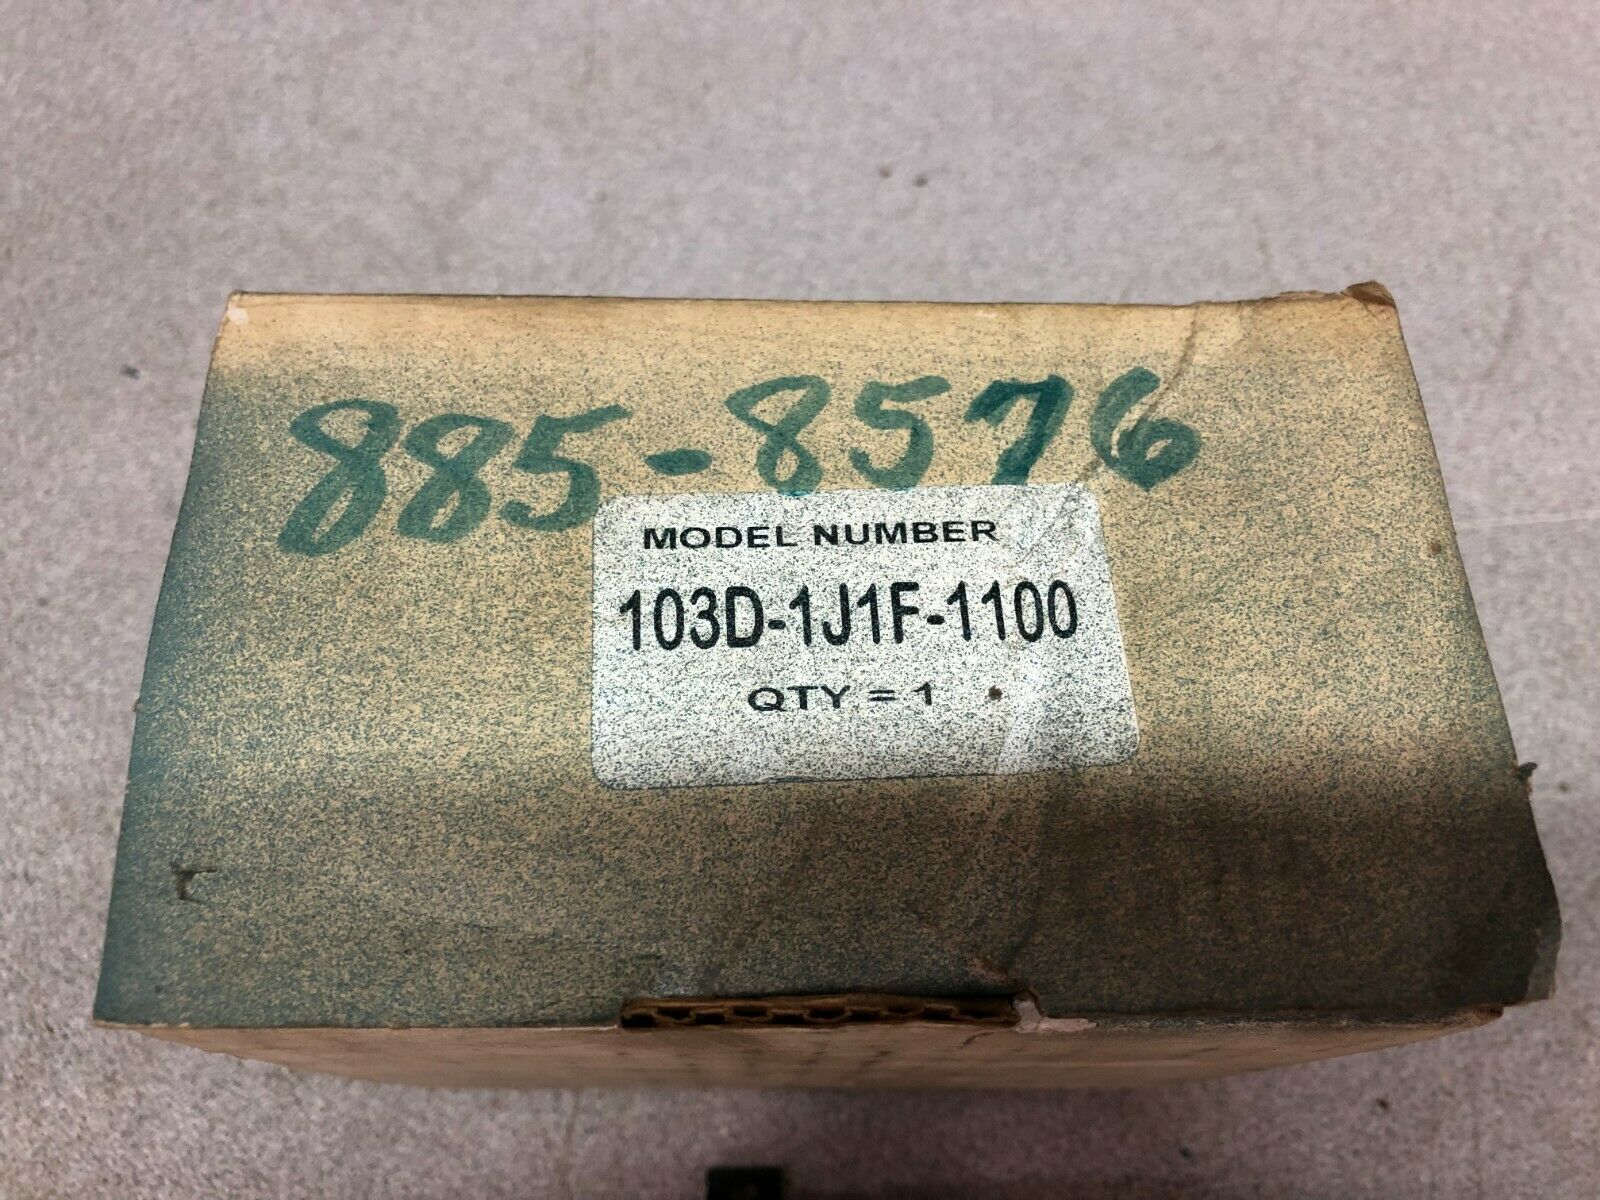 885-8576
MODEL NUMBER
103D-1J1F-1100
QTY = 1